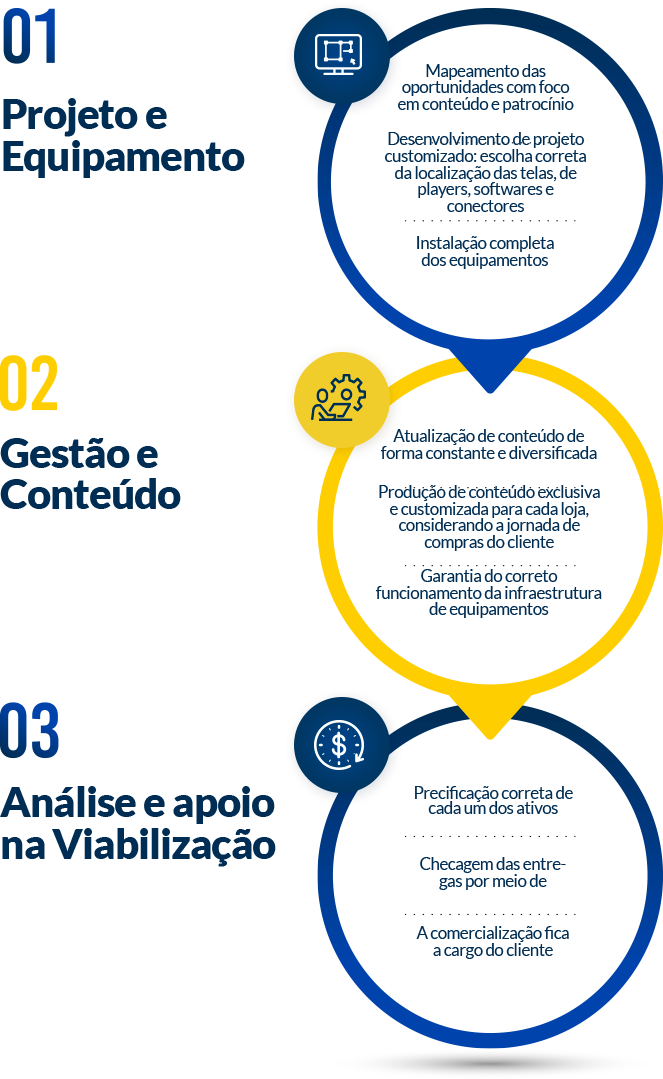 01
Projeto e
Equipamento
Mapeamento das
oportunidades com foco
em conteúdo e patrocínio
Desenvolvimento de projeto
customizado: escolha correta
da localização das telas, de
players, softwares e
conectores
Instalação completa
dos equipamentos
02
Gestão e
Conteúdo
Atualização de conteúdo de
forma constante e diversificada
Produção de conteúdo exclusiva
e customizada para cada loja,
considerando a jornada de
compras do cliente
Garantia do correto
funcionamento da infraestrutura
de equipamentos
03
Análise e apoio
na Viabilização
$
Precificação correta de
cada um dos ativos
Checagem das entre-
gas por meio de
A comercialização fica
a cargo do cliente